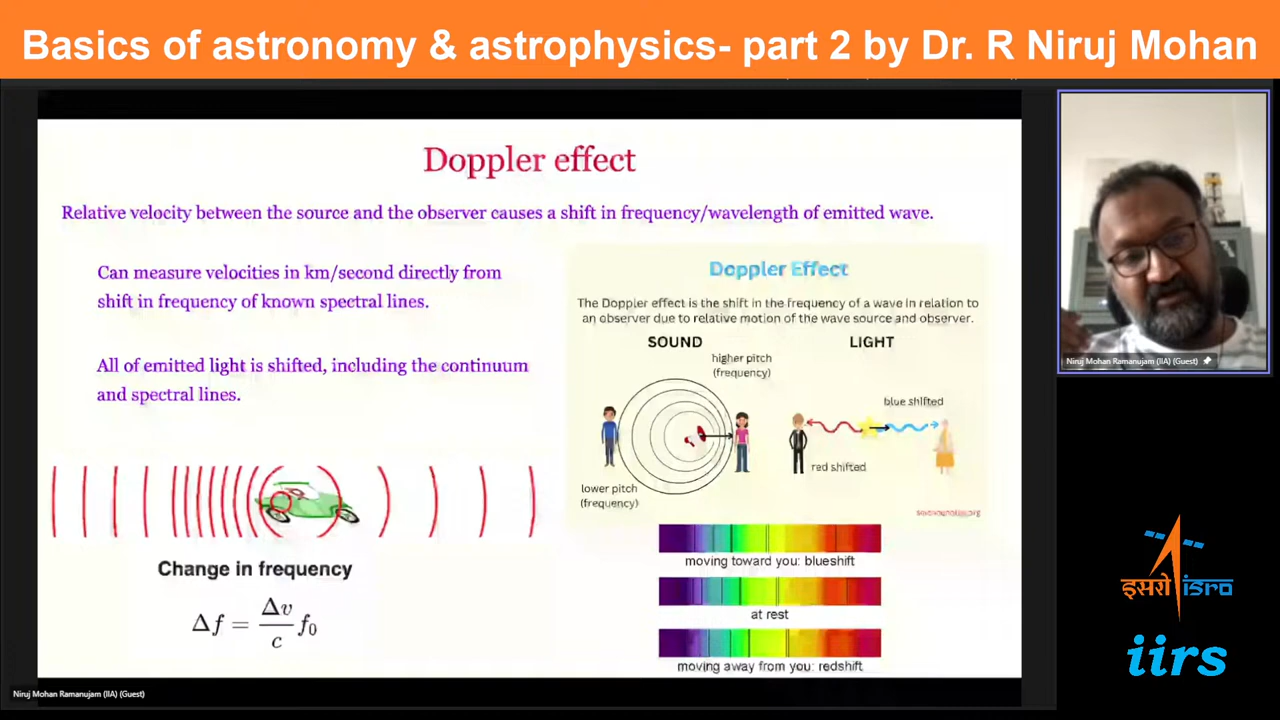 Basics of astronomy & astrophysics- part 2 by Dr. R Niruj Mohan
Doppler effect
Relative velocity between the source and the observer causes a shift in frequency/wavelength of emitted wave.
Can measure velocities in km/second directly from
shift in frequency of known spectral lines.
All of emitted light is shifted, including the continuum
and spectral lines.
Change in frequency
Δf = Δv/c f₀
Doppler Effect
The Doppler effect is the shift in the frequency of a wave in relation to
an observer due to relative motion of the wave source and observer.
SOUND
LIGHT
higher pitch
(frequency)
blue shifted
red shifted
lower pitch
(frequency)
moving toward you: blueshift
at rest
moving away from you: redshift
Niruj Mohan Ramanujam (IIA) (Guest)
Niruj Mohan Ramanujam (IIA) (Guest)
इसरो isro
iirs